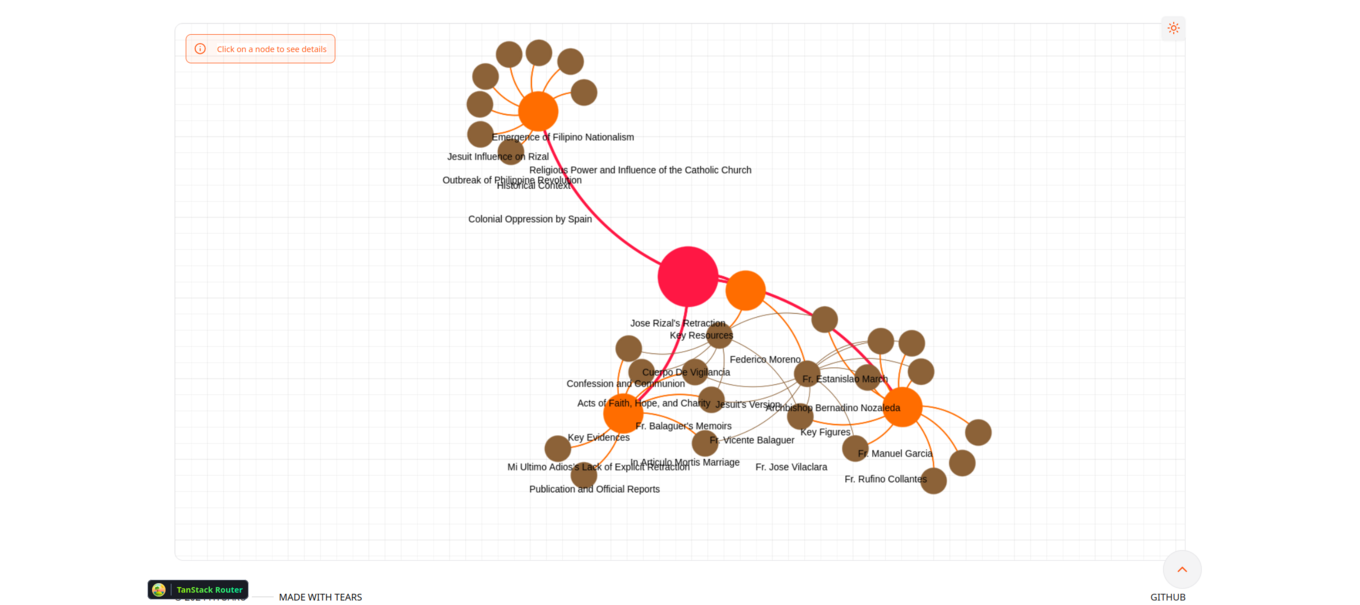 Click on a node to see details
Emergence of Filipino Nationalism
Jesuit Influence on Rizal
Religious Power and Influence of the Catholic Church
Outbreak of Philippine Revolution
Historical Context
Colonial Oppression by Spain
Jose Rizal's Retraction
Key Resources
Federico Moreno
Cuerpo De Vigilancia
Fr. Estanislao March
Confession and Communion
Acts of Faith, Hope, and Charity
Jesuit's Version
Archbishop Bernadino Nozaleda
Fr. Balaguer's Memoirs
Key Figures
Key Evidences
Fr. Vicente Balaguer
Fr. Manuel Garcia
In Articulo Mortis Marriage
Mi Ultimo Adios's Lack of Explicit Retraction
Fr. Jose Vilaclara
Fr. Rufino Collantes
Publication and Official Reports
TanStack Router
MADE WITH TEARS
GITHUB